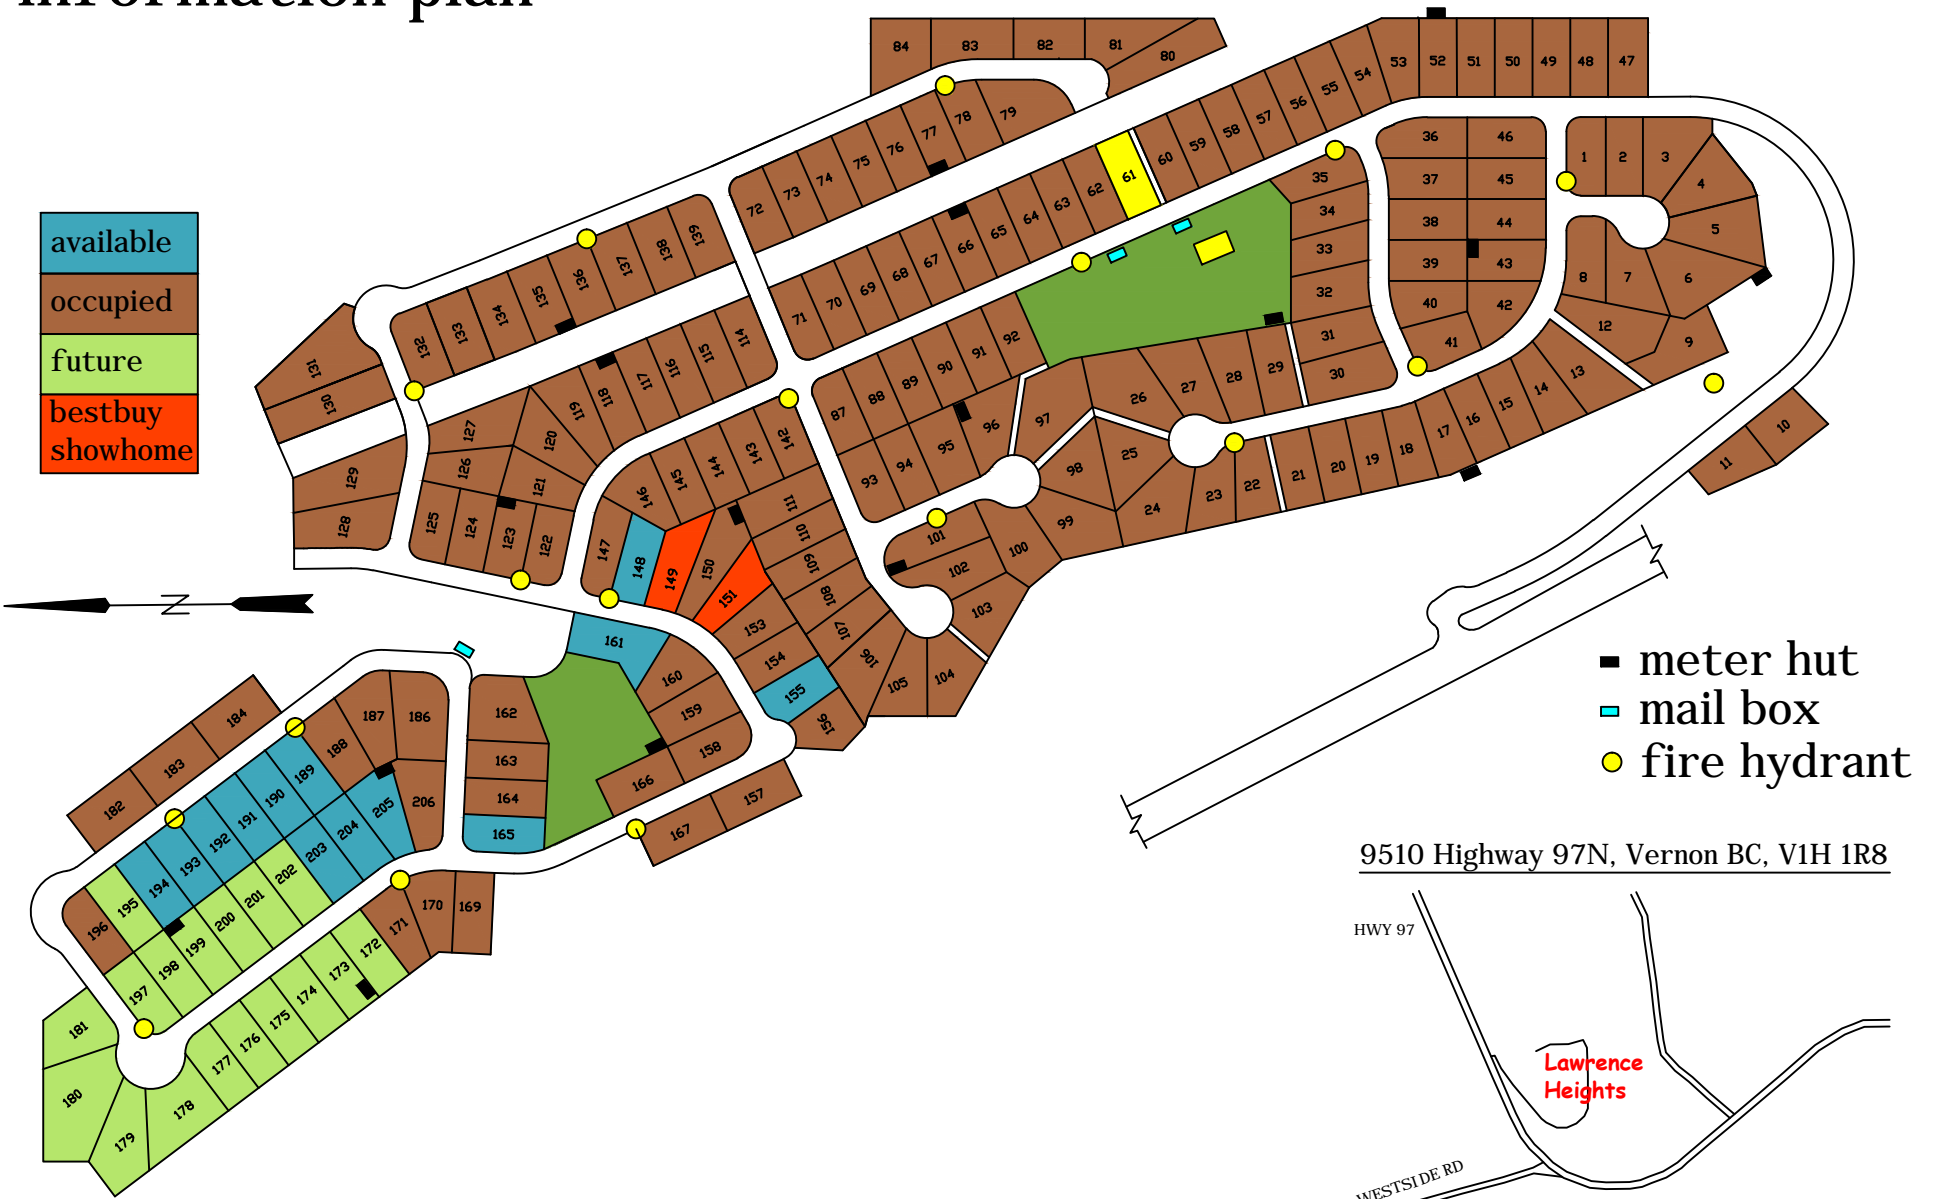 information plan
available
occupied
future
bestbuy
showhome
84 83 82 81 80
53 52 51 50 49 48 47
79 78 77 76 75 74 73 72
54 55 56 57 58 59 60
61 62 63 64 65 66 67 68 69 70 71
36 46
37 45
38 44
39 43
40 42
41
1 2 3 4 5 6 7 8
12 9
10 11
35
34
33
32
31
30
29 28 27 26
25 24 23 22
21 20 19 18 17 16 15 14 13
139 138 137 136 135 134 133 132
131 130
129 128
114 115 116 117 118 119 120
127 126 121
125 124 123 122
92 91 90 89 88 87
93 94 95 96 97 98 99
100 101 102 103 104 105 106 107 108 109 110 111
142 143 144 145 146 147 148 149 150 151
153 154 155 156
161 160 159 158
166 157 167
162
163
164
165
184 183 182
186 187 188 189 190 191 192 193 194 195 196
206 205 204 203 202 201 200 199 198 197
169 170 171 172 173 174 175 176 177 178 179 180 181
N
meter hut
mail box
fire hydrant
9510 Highway 97N, Vernon BC, V1H 1R8
HWY 97
Lawrence
Heights
WESTSIDE RD